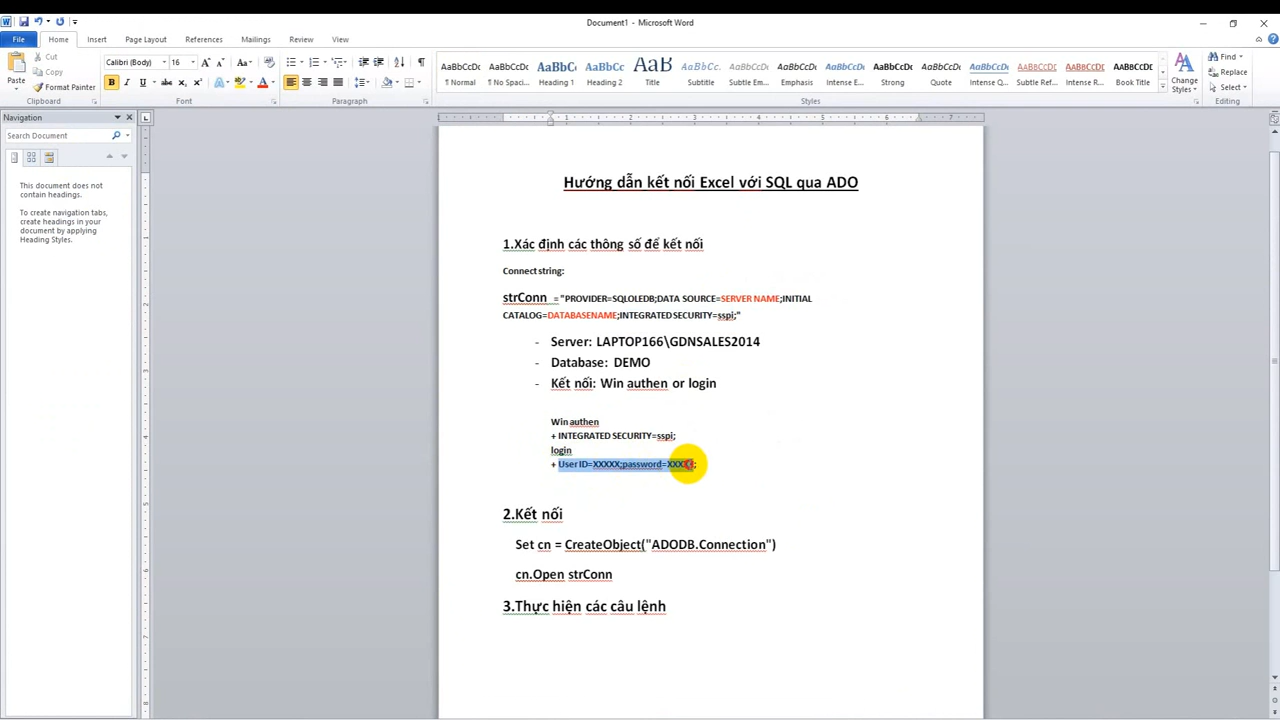 Document1 - Microsoft Word
File Home Insert Page Layout References Mailings Review View
Paste
Cut
Copy
Format Painter
Clipboard
Calibri (Body) 16
Font
Paragraph
AaBbCcDc AaBbCcDc AaBbC AaBbCc AaB AaBbCc. AaBbCcDc AaBbCcDc AaBbCcDc AaBbCcDc AaBbCcDc AaBbCcDc AaBbCcDc AaBbCcDc AaBbCcDc
¶ Normal ¶ No Spaci... Heading 1 Heading 2 Title Subtitle Subtle Em... Emphasis Intense E... Strong Quote Intense Q... Subtle Ref... Intense R... Book Title
Styles
Change Styles
Find
Replace
Select
Editing
Navigation
Search Document
This document does not
contain headings.
To create navigation tabs,
create headings in your
document by applying
Heading Styles.
Hướng dẫn kết nối Excel với SQL qua ADO
1.Xác định các thông số để kết nối
Connect string:
strConn = "PROVIDER=SQLOLEDB;DATA SOURCE=SERVER NAME;INITIAL
CATALOG=DATABASENAME;INTEGRATED SECURITY=sspi;"
- Server: LAPTOP166\GDNSALES2014
- Database: DEMO
- Kết nối: Win authen or login
Win authen
+ INTEGRATED SECURITY=sspi;
login
+ User ID=XXXXX;password=XXXXX;
2.Kết nối
Set cn = CreateObject("ADODB.Connection")
cn.Open strConn
3.Thực hiện các câu lệnh